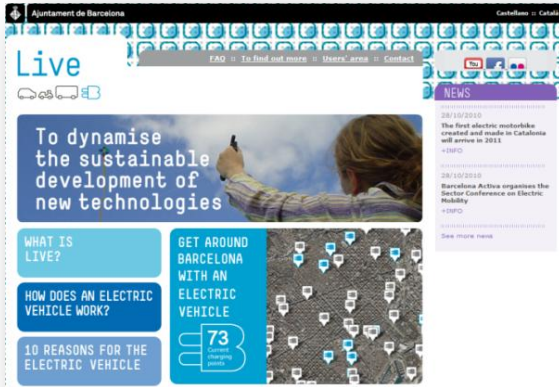 Ajuntament de Barcelona
Castellano :: Català
Live
FAQ :: To find out more :: Users' area :: Contact
You
f
NEWS
28/10/2010
The first electric motorbike
created and made in Catalonia
will arrive in 2011
+INFO
28/10/2010
Barcelona Activa organises the
Sector Conference on Electric
Mobility
+INFO
See more news
To dynamise
the sustainable
development of
new technologies
WHAT IS
LIVE?
HOW DOES AN ELECTRIC
VEHICLE WORK?
10 REASONS FOR THE
ELECTRIC VEHICLE
GET AROUND
BARCELONA
WITH AN
ELECTRIC
VEHICLE
73
Current
charging
points